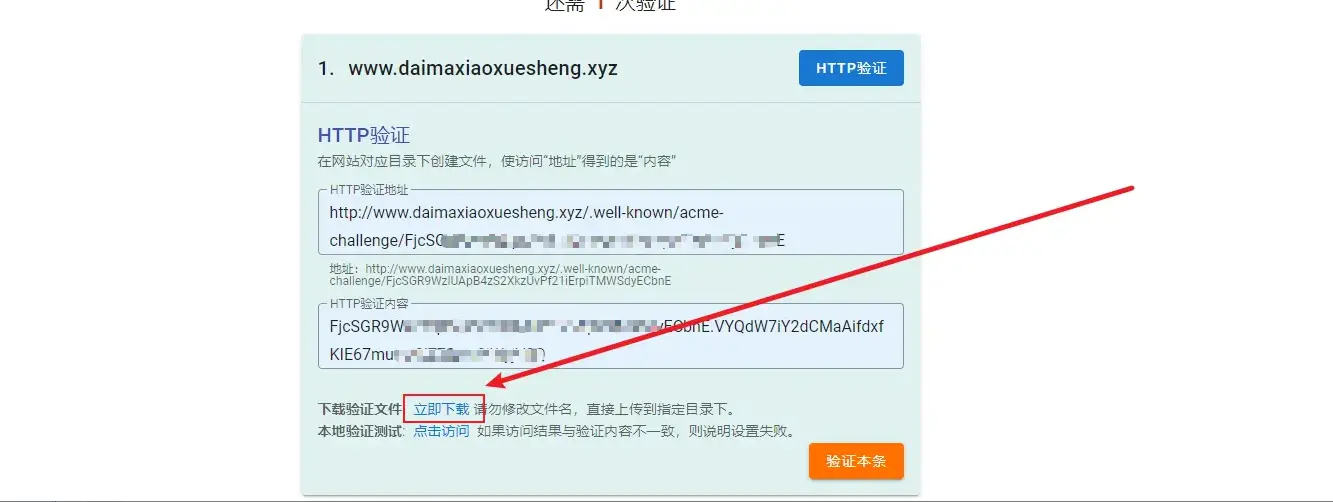 还需 1 次验证
1. www.daimaxiaoxuesheng.xyz
HTTP验证
HTTP验证
在网站对应目录下创建文件，使访问“地址”得到的是“内容”
HTTP验证地址
http://www.daimaxiaoxuesheng.xyz/.well-known/acme-
challenge/FjcSG
地址：http://www.daimaxiaoxuesheng.xyz/.well-known/acme-
challenge/FjcSGR9WzlUApB4zS2XkzUvPf21iErpiTMWSdyECbnE
HTTP验证内容
FjcSGR9W yECbnE.VYQdW7iY2dCMaAifdxf
KIE67mu
下载验证文件: 立即下载 请勿修改文件名，直接上传到指定目录下。
本地验证测试: 点击访问 如果访问结果与验证内容不一致，则说明设置失败。
验证本条